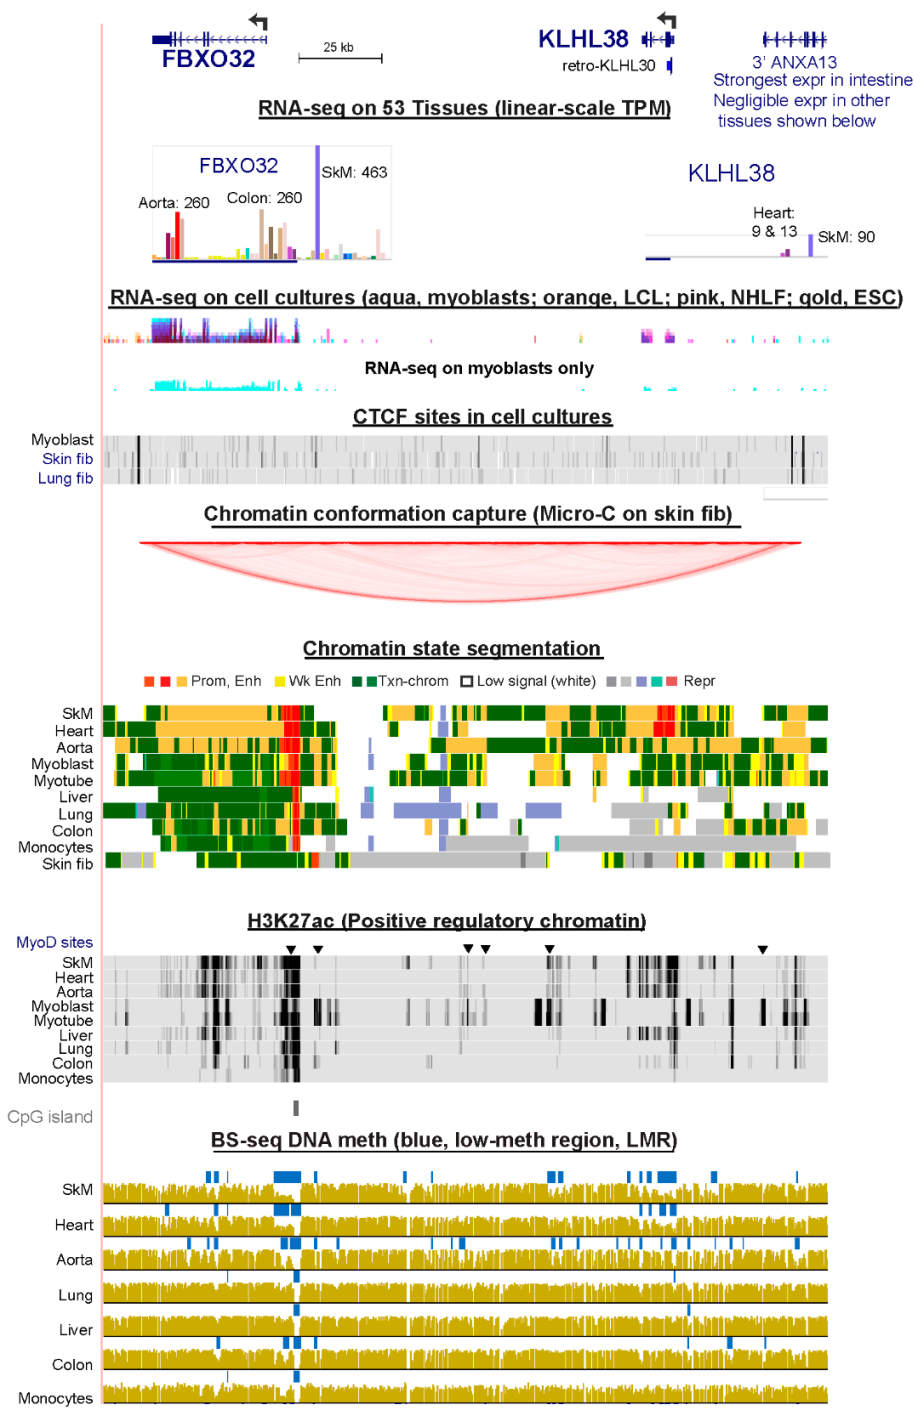 FBXO32
25 kb
KLHL38
retro-KLHL30
3' ANXA13
Strongest expr in intestine
Negligible expr in other
tissues shown below
RNA-seq on 53 Tissues (linear-scale TPM)
FBXO32
SkM: 463
Aorta: 260
Colon: 260
KLHL38
Heart:
9 & 13
SkM: 90
RNA-seq on cell cultures (aqua, myoblasts; orange, LCL; pink, NHLF; gold, ESC)
RNA-seq on myoblasts only
CTCF sites in cell cultures
Myoblast
Skin fib
Lung fib
Chromatin conformation capture (Micro-C on skin fib)
Chromatin state segmentation
Prom, Enh Wk Enh Txn-chrom Low signal (white) Repr
SkM
Heart
Aorta
Myoblast
Myotube
Liver
Lung
Colon
Monocytes
Skin fib
H3K27ac (Positive regulatory chromatin)
MyoD sites
SkM
Heart
Aorta
Myoblast
Myotube
Liver
Lung
Colon
Monocytes
CpG island
BS-seq DNA meth (blue, low-meth region, LMR)
SkM
Heart
Aorta
Lung
Liver
Colon
Monocytes